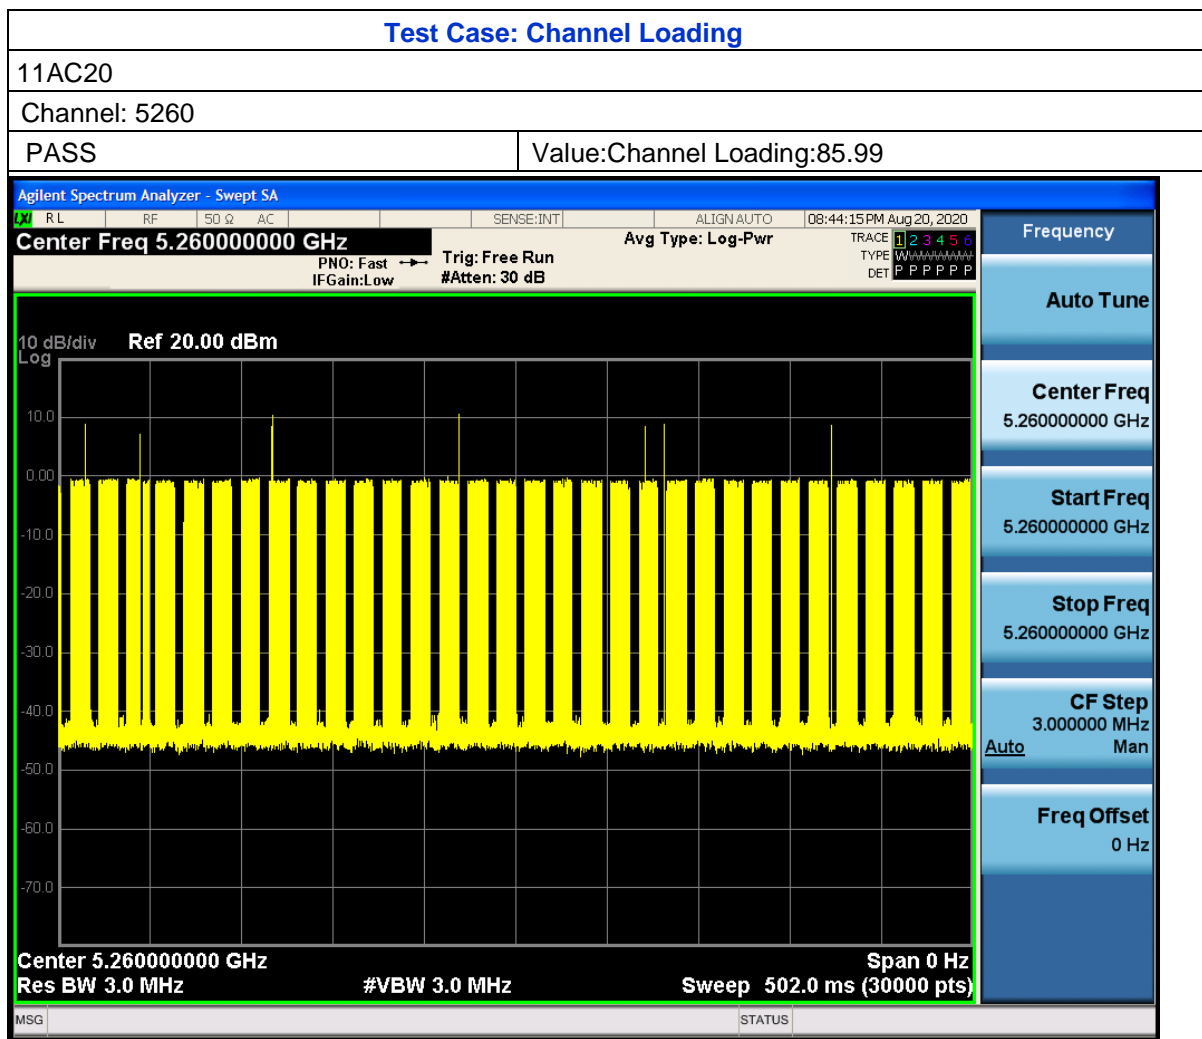 Test Case: Channel Loading
11AC20
Channel: 5260
PASS Value:Channel Loading:85.99
Agilent Spectrum Analyzer - Swept SA
LXI RL RF 50 Ω AC SENSE:INT ALIGN AUTO 08:44:15 PM Aug 20, 2020
Center Freq 5.260000000 GHz
PNO: Fast
IFGain:Low
Trig: Free Run
#Atten: 30 dB
Avg Type: Log-Pwr
TRACE 1 2 3 4 5 6
TYPE WWWWWW
DET P P P P P P
Frequency
Auto Tune
Center Freq
5.260000000 GHz
Start Freq
5.260000000 GHz
Stop Freq
5.260000000 GHz
CF Step
3.000000 MHz
Auto Man
Freq Offset
0 Hz
10 dB/div Ref 20.00 dBm
Log
10.0
0.00
-10.0
-20.0
-30.0
-40.0
-50.0
-60.0
-70.0
Center 5.260000000 GHz Span 0 Hz
Res BW 3.0 MHz #VBW 3.0 MHz Sweep 502.0 ms (30000 pts)
MSG STATUS